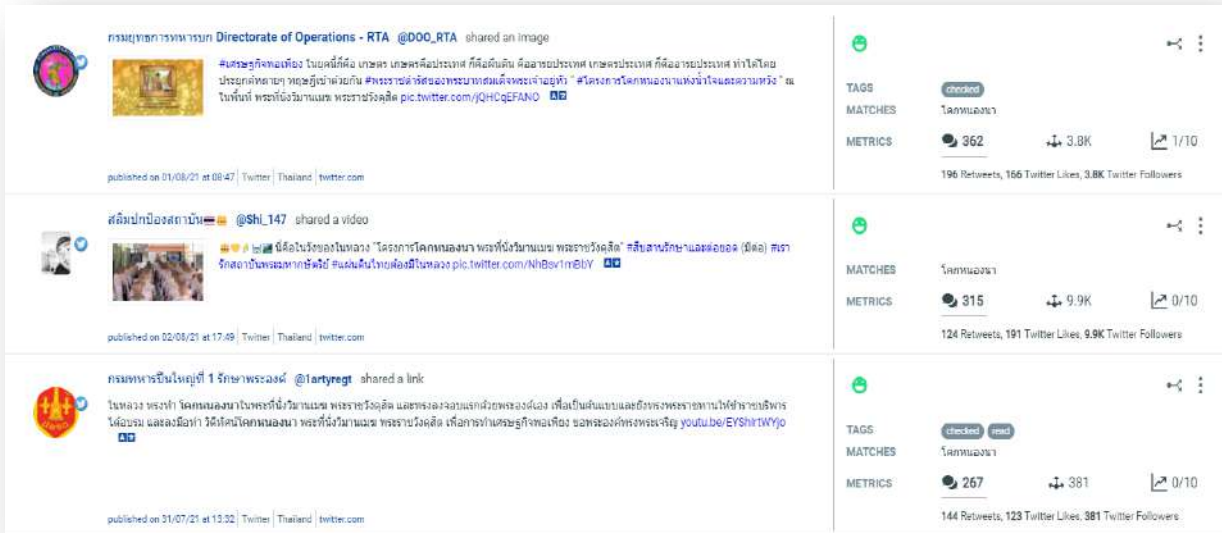 กรมยุทธการทหารบก Directorate of Operations - RTA @DOO_RTA shared an image
#เศรษฐกิจพอเพียง ในยุคนี้ก็คือ เกษตร เกษตรคือประเทศ ก็คือผืนดิน คืออารยประเทศ เกษตรประเทศ ก็คืออารยประเทศ ทำได้โดย
ประยุกต์หลายๆ ทฤษฎีเข้าด้วยกัน #พระราชดำรัสของพระบาทสมเด็จพระเจ้าอยู่หัว " #โครงการโคกหนองนาแห่งน้ำใจและความหวัง " ณ
ในพื้นที่ พระที่นั่งวิมานเมฆ พระราชวังดุสิต pic.twitter.com/jQHCqEFANO
published on 01/08/21 at 08:47 Twitter Thailand twitter.com
TAGS checked
MATCHES โคกหนองนา
METRICS 362 3.8K 1/10
196 Retweets, 166 Twitter Likes, 3.8K Twitter Followers
สลิ่มปกป้องสถาบัน @Shi_147 shared a video
นี่คือในวังของในหลวง "โครงการโคกหนองนา พระที่นั่งวิมานเมฆ พระราชวังดุสิต" #สืบสานรักษาและต่อยอด (มีต่อ) #เรา
รักสถาบันพระมหากษัตริย์ #แผ่นดินไทยต้องมีในหลวง pic.twitter.com/NhBsv1mBbY
published on 02/08/21 at 17:49 Twitter Thailand twitter.com
MATCHES โคกหนองนา
METRICS 315 9.9K 0/10
124 Retweets, 191 Twitter Likes, 9.9K Twitter Followers
กรมทหารปืนใหญ่ที่ 1 รักษาพระองค์ @1artyregt shared a link
ในหลวง ทรงทำ โคกหนองนาในพระที่นั่งวิมานเมฆ พระราชวังดุสิต และทรงลงจอบแรกด้วยพระองค์เอง เพื่อเป็นต้นแบบและยังทรงพระราชทานให้ข้าราชบริพาร
ได้อบรม และลงมือทำ วิดีทัศน์โคกหนองนา พระที่นั่งวิมานเมฆ พระราชวังดุสิต เพื่อการทำเศรษฐกิจพอเพียง ขอพระองค์ทรงพระเจริญ youtu.be/EYShIrtWYjo
published on 31/07/21 at 13:32 Twitter Thailand twitter.com
TAGS checked read
MATCHES โคกหนองนา
METRICS 267 381 0/10
144 Retweets, 123 Twitter Likes, 381 Twitter Followers